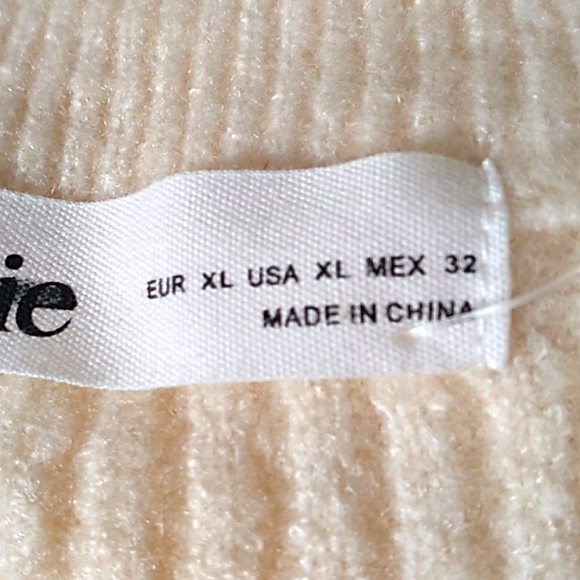 ie
EUR XL USA XL MEX 32
MADE IN CHINA